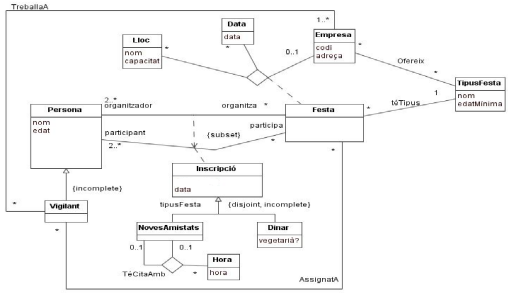 TreballaA
Data
data
1..*
Lloc
nom
capacitat
*
*
0..1
Empresa
codi
adreça
*
Ofereix
*
TipusFesta
nom
edatMínima
1
téTipus
*
Persona
nom
edat
2..*
organitzador
organitza
*
Festa
participant
2..*
{subset}
participa
*
*
Inscripció
data
{incomplete}
tipusFesta
{disjoint, incomplete}
Vigilant
*
*
NovesAmistats
Dinar
vegetarià?
0..1
0..1
Hora
hora
*
TéCitaAmb
AssignatA